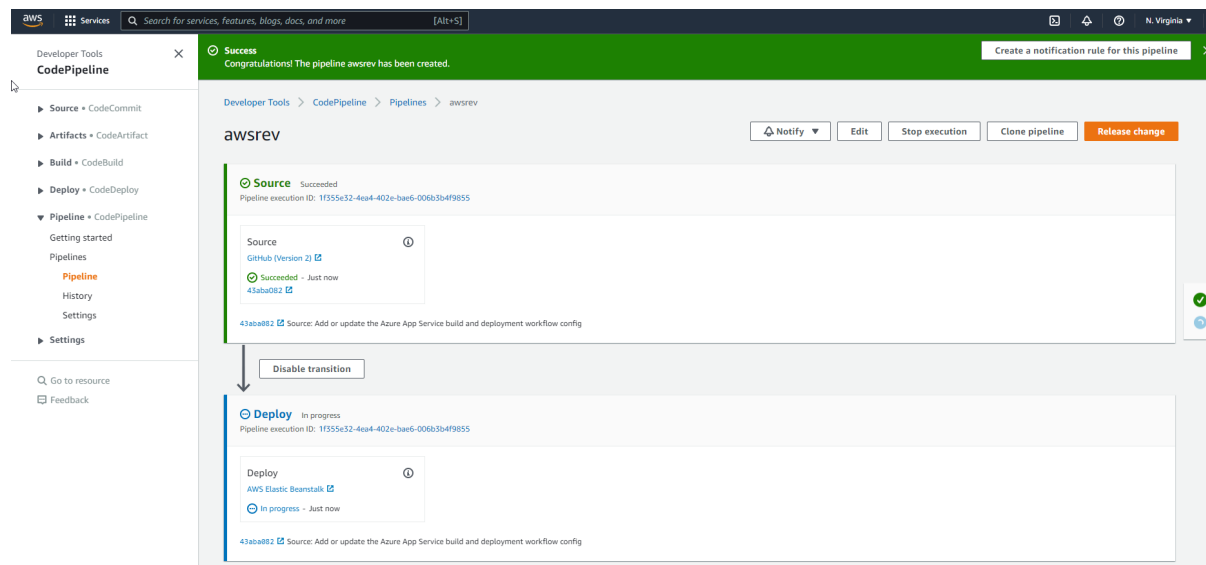 aws Services Search for services, features, blogs, docs, and more [Alt+S] N. Virginia
Developer Tools
CodePipeline
Source • CodeCommit
Artifacts • CodeArtifact
Build • CodeBuild
Deploy • CodeDeploy
Pipeline • CodePipeline
Getting started
Pipelines
Pipeline
History
Settings
Settings
Go to resource
Feedback
Success
Congratulations! The pipeline awsrev has been created.
Create a notification rule for this pipeline
Developer Tools > CodePipeline > Pipelines > awsrev
awsrev
Notify Edit Stop execution Clone pipeline Release change
Source Succeeded
Pipeline execution ID: 1f355e32-4ea4-402e-bae6-006b3b4f9855
Source
GitHub (Version 2)
Succeeded - Just now
43aba082
43aba082 Source: Add or update the Azure App Service build and deployment workflow config
Disable transition
Deploy In progress
Pipeline execution ID: 1f355e32-4ea4-402e-bae6-006b3b4f9855
Deploy
AWS Elastic Beanstalk
In progress - Just now
43aba082 Source: Add or update the Azure App Service build and deployment workflow config